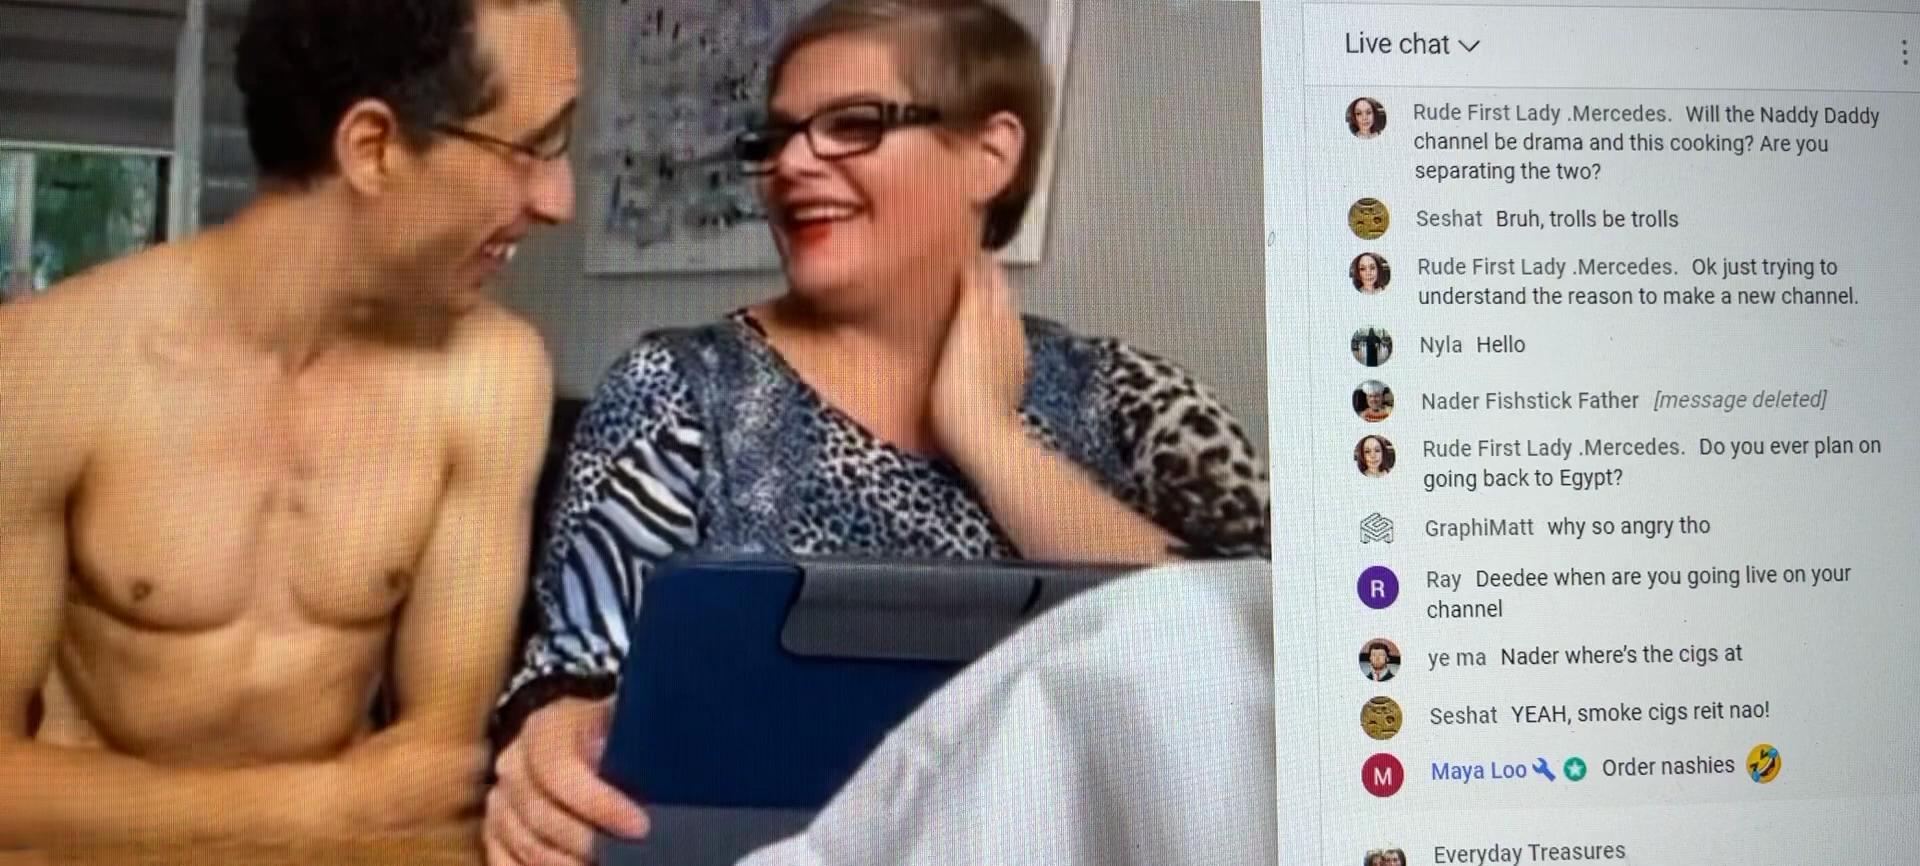 Live chat
Rude First Lady .Mercedes. Will the Naddy Daddy
channel be drama and this cooking? Are you
separating the two?
Seshat Bruh, trolls be trolls
Rude First Lady .Mercedes. Ok just trying to
understand the reason to make a new channel.
Nyla Hello
Nader Fishstick Father [message deleted]
Rude First Lady .Mercedes. Do you ever plan on
going back to Egypt?
GraphiMatt why so angry tho
R
Ray Deedee when are you going live on your
channel
ye ma Nader where's the cigs at
Seshat YEAH, smoke cigs reit nao!
M
Maya Loo Order nashies 🤣
Everyday Treasures